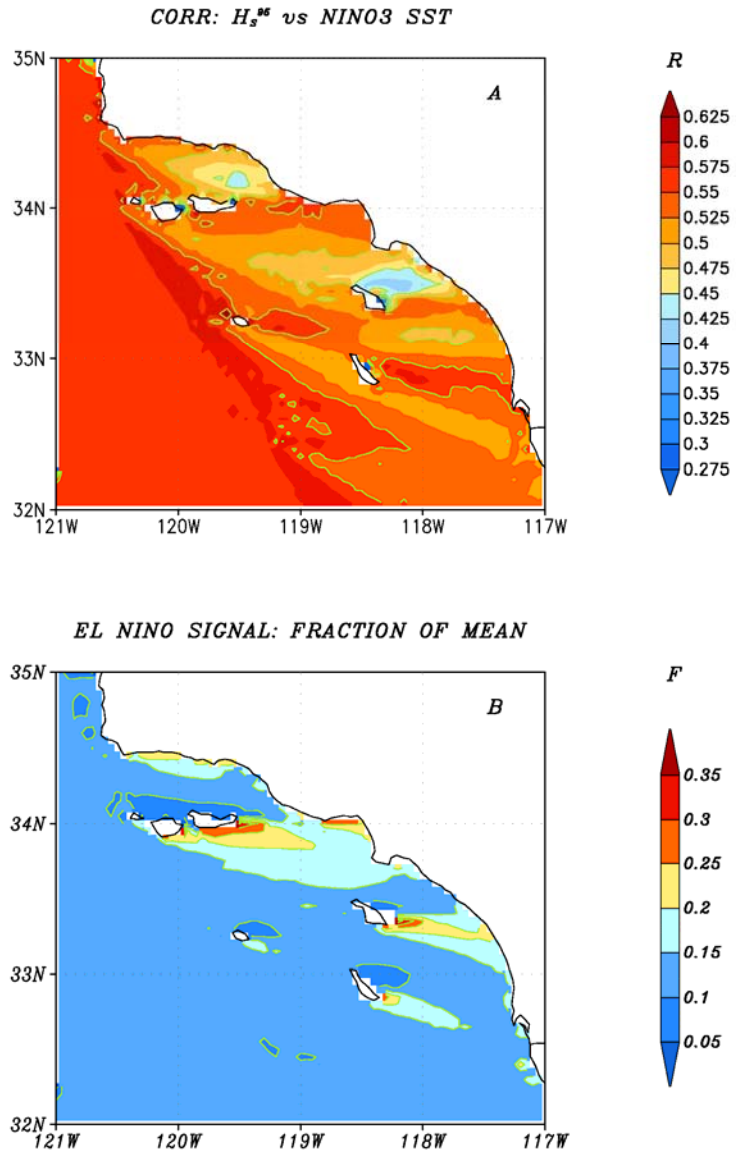 CORR: Hs95 vs NINO3 SST
35N
34N
33N
32N
121W 120W 119W 118W 117W
A
R
0.625
0.6
0.575
0.55
0.525
0.5
0.475
0.45
0.425
0.4
0.375
0.35
0.325
0.3
0.275
EL NINO SIGNAL: FRACTION OF MEAN
35N
34N
33N
32N
121W 120W 119W 118W 117W
B
F
0.35
0.3
0.25
0.2
0.15
0.1
0.05